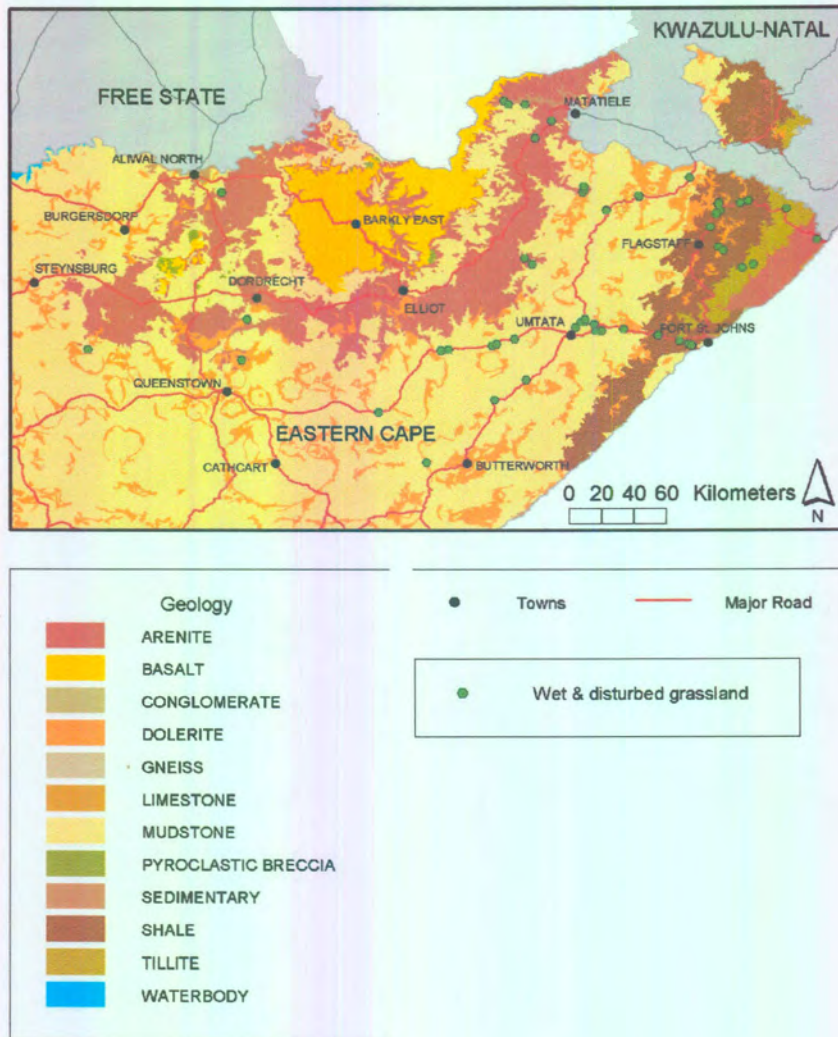 KWAZULU-NATAL
FREE STATE
MATATIELE
ALIWAL NORTH
BURGERSDORF
BARKLY EAST
FLAGSTAFF
STEYNSBURG
DORDRECHT
ELLIOT
UMTATA
PORT ST JOHNS
QUEENSTOWN
EASTERN CAPE
CATHCART
BUTTERWORTH
0 20 40 60 Kilometers
N
Geology
ARENITE
BASALT
CONGLOMERATE
DOLERITE
GNEISS
LIMESTONE
MUDSTONE
PYROCLASTIC BRECCIA
SEDIMENTARY
SHALE
TILLITE
WATERBODY
Towns
Major Road
Wet & disturbed grassland